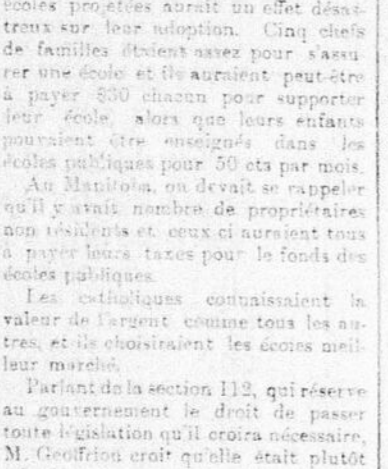 écoles projetées aurait un effet désas-
treux sur leur adoption. Cinq chefs
de familles étaient assez pour s'assu-
rer une école et ils auraient peut-être
à payer $30 chacun pour supporter
leur école, alors que leurs enfants
pouvaient être enseignés dans les
écoles publiques pour 50 cts par mois.
Au Manitoba, on devait se rappeler
qu'il y avait nombre de propriétaires
non résidents et ceux ci auraient tous
à payer leurs taxes pour le fonds des
écoles publiques.
Les catholiques connaissaient la
valeur de l'argent comme tous les au-
tres, et ils choisiraient les écoles meil-
leur marché.
Parlant de la section 112, qui réserve
au gouvernement le droit de passer
toute législation qu'il croira nécessaire,
M. Geoffrion croit qu'elle était plutôt